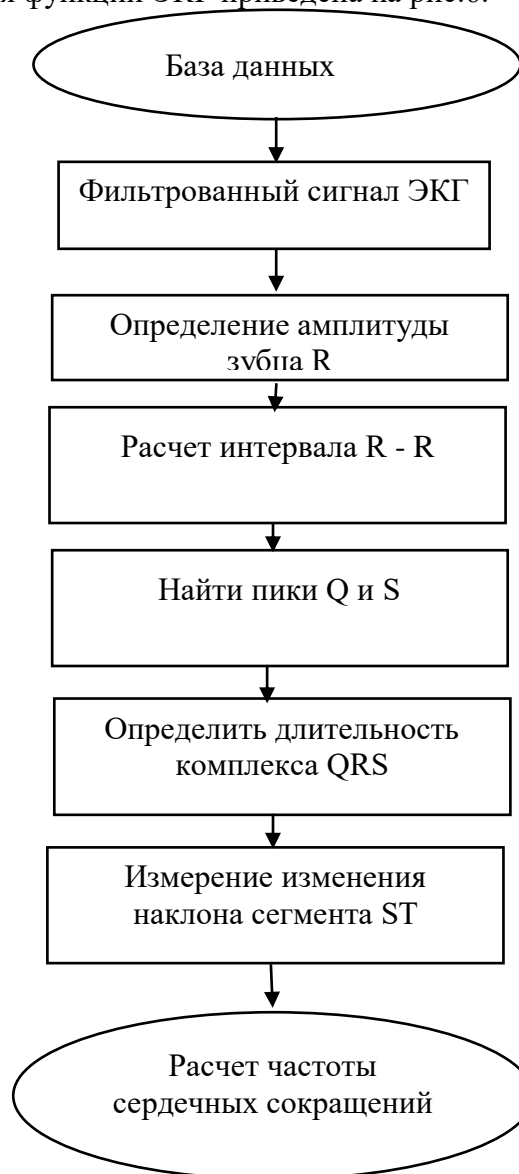 функции ЭКГ приведена на рис.6.
База данных
Фильтрованный сигнал ЭКГ
Определение амплитуды
зубца R
Расчет интервала R - R
Найти пики Q и S
Определить длительность
комплекса QRS
Измерение изменения
наклона сегмента ST
Расчет частоты
сердечных сокращений